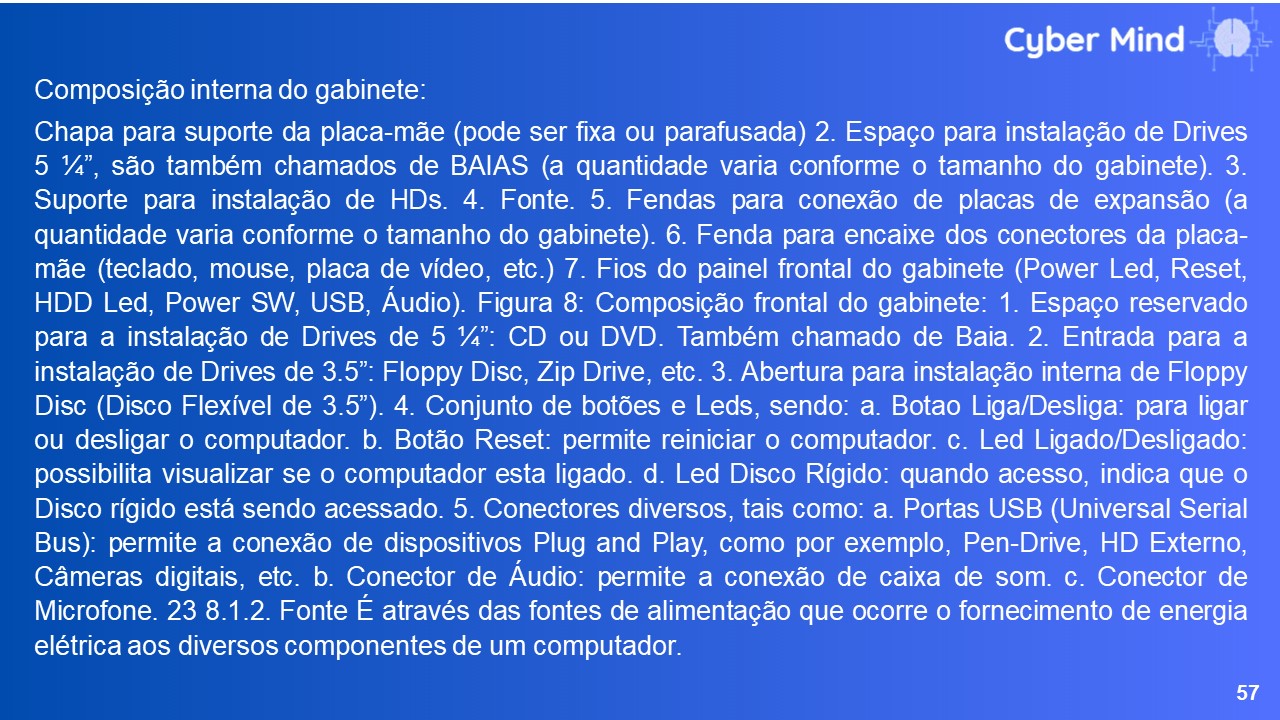 Cyber Mind
Composição interna do gabinete:
Chapa para suporte da placa-mãe (pode ser fixa ou parafusada) 2. Espaço para instalação de Drives
5 ¼”, são também chamados de BAIAS (a quantidade varia conforme o tamanho do gabinete). 3.
Suporte para instalação de HDs. 4. Fonte. 5. Fendas para conexão de placas de expansão (a
quantidade varia conforme o tamanho do gabinete). 6. Fenda para encaixe dos conectores da placa-
mãe (teclado, mouse, placa de vídeo, etc.) 7. Fios do painel frontal do gabinete (Power Led, Reset,
HDD Led, Power SW, USB, Áudio). Figura 8: Composição frontal do gabinete: 1. Espaço reservado
para a instalação de Drives de 5 ¼”: CD ou DVD. Também chamado de Baia. 2. Entrada para a
instalação de Drives de 3.5”: Floppy Disc, Zip Drive, etc. 3. Abertura para instalação interna de Floppy
Disc (Disco Flexível de 3.5”). 4. Conjunto de botões e Leds, sendo: a. Botao Liga/Desliga: para ligar
ou desligar o computador. b. Botão Reset: permite reiniciar o computador. c. Led Ligado/Desligado:
possibilita visualizar se o computador esta ligado. d. Led Disco Rígido: quando acesso, indica que o
Disco rígido está sendo acessado. 5. Conectores diversos, tais como: a. Portas USB (Universal Serial
Bus): permite a conexão de dispositivos Plug and Play, como por exemplo, Pen-Drive, HD Externo,
Câmeras digitais, etc. b. Conector de Áudio: permite a conexão de caixa de som. c. Conector de
Microfone. 23 8.1.2. Fonte É através das fontes de alimentação que ocorre o fornecimento de energia
elétrica aos diversos componentes de um computador.
57